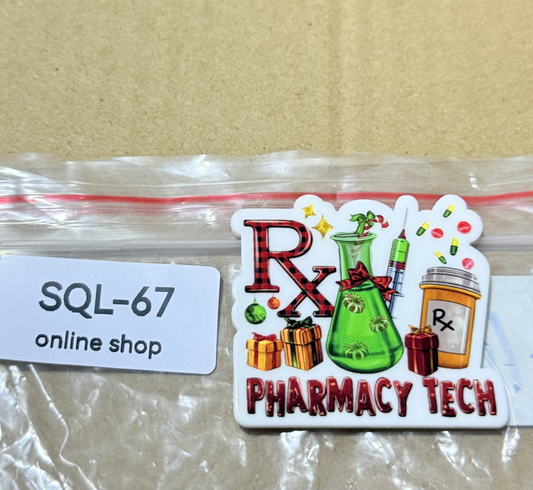 SQL-67
online shop
Rx
Rx
PHARMACY TECH